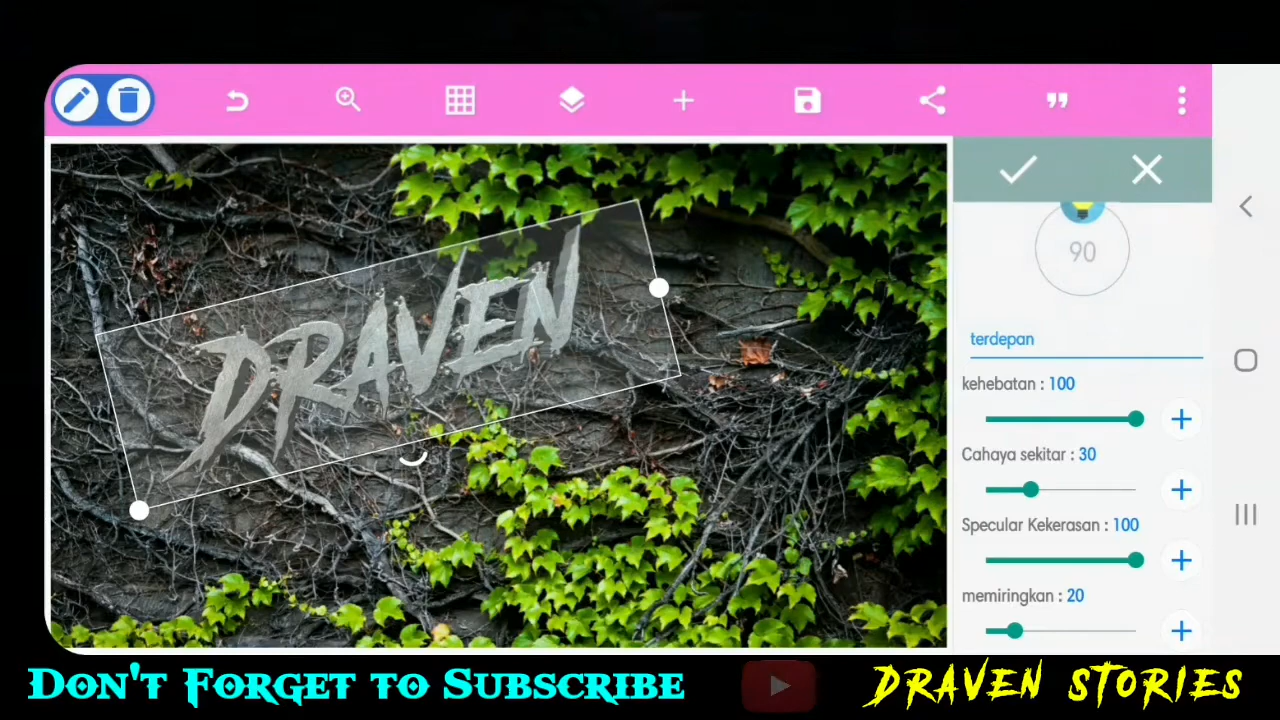 DRAVEN
90
terdepan
kehebatan : 100
Cahaya sekitar : 30
Specular Kekerasan : 100
memiringkan : 20
Don't Forget to Subscribe
DRAVEN STORIES